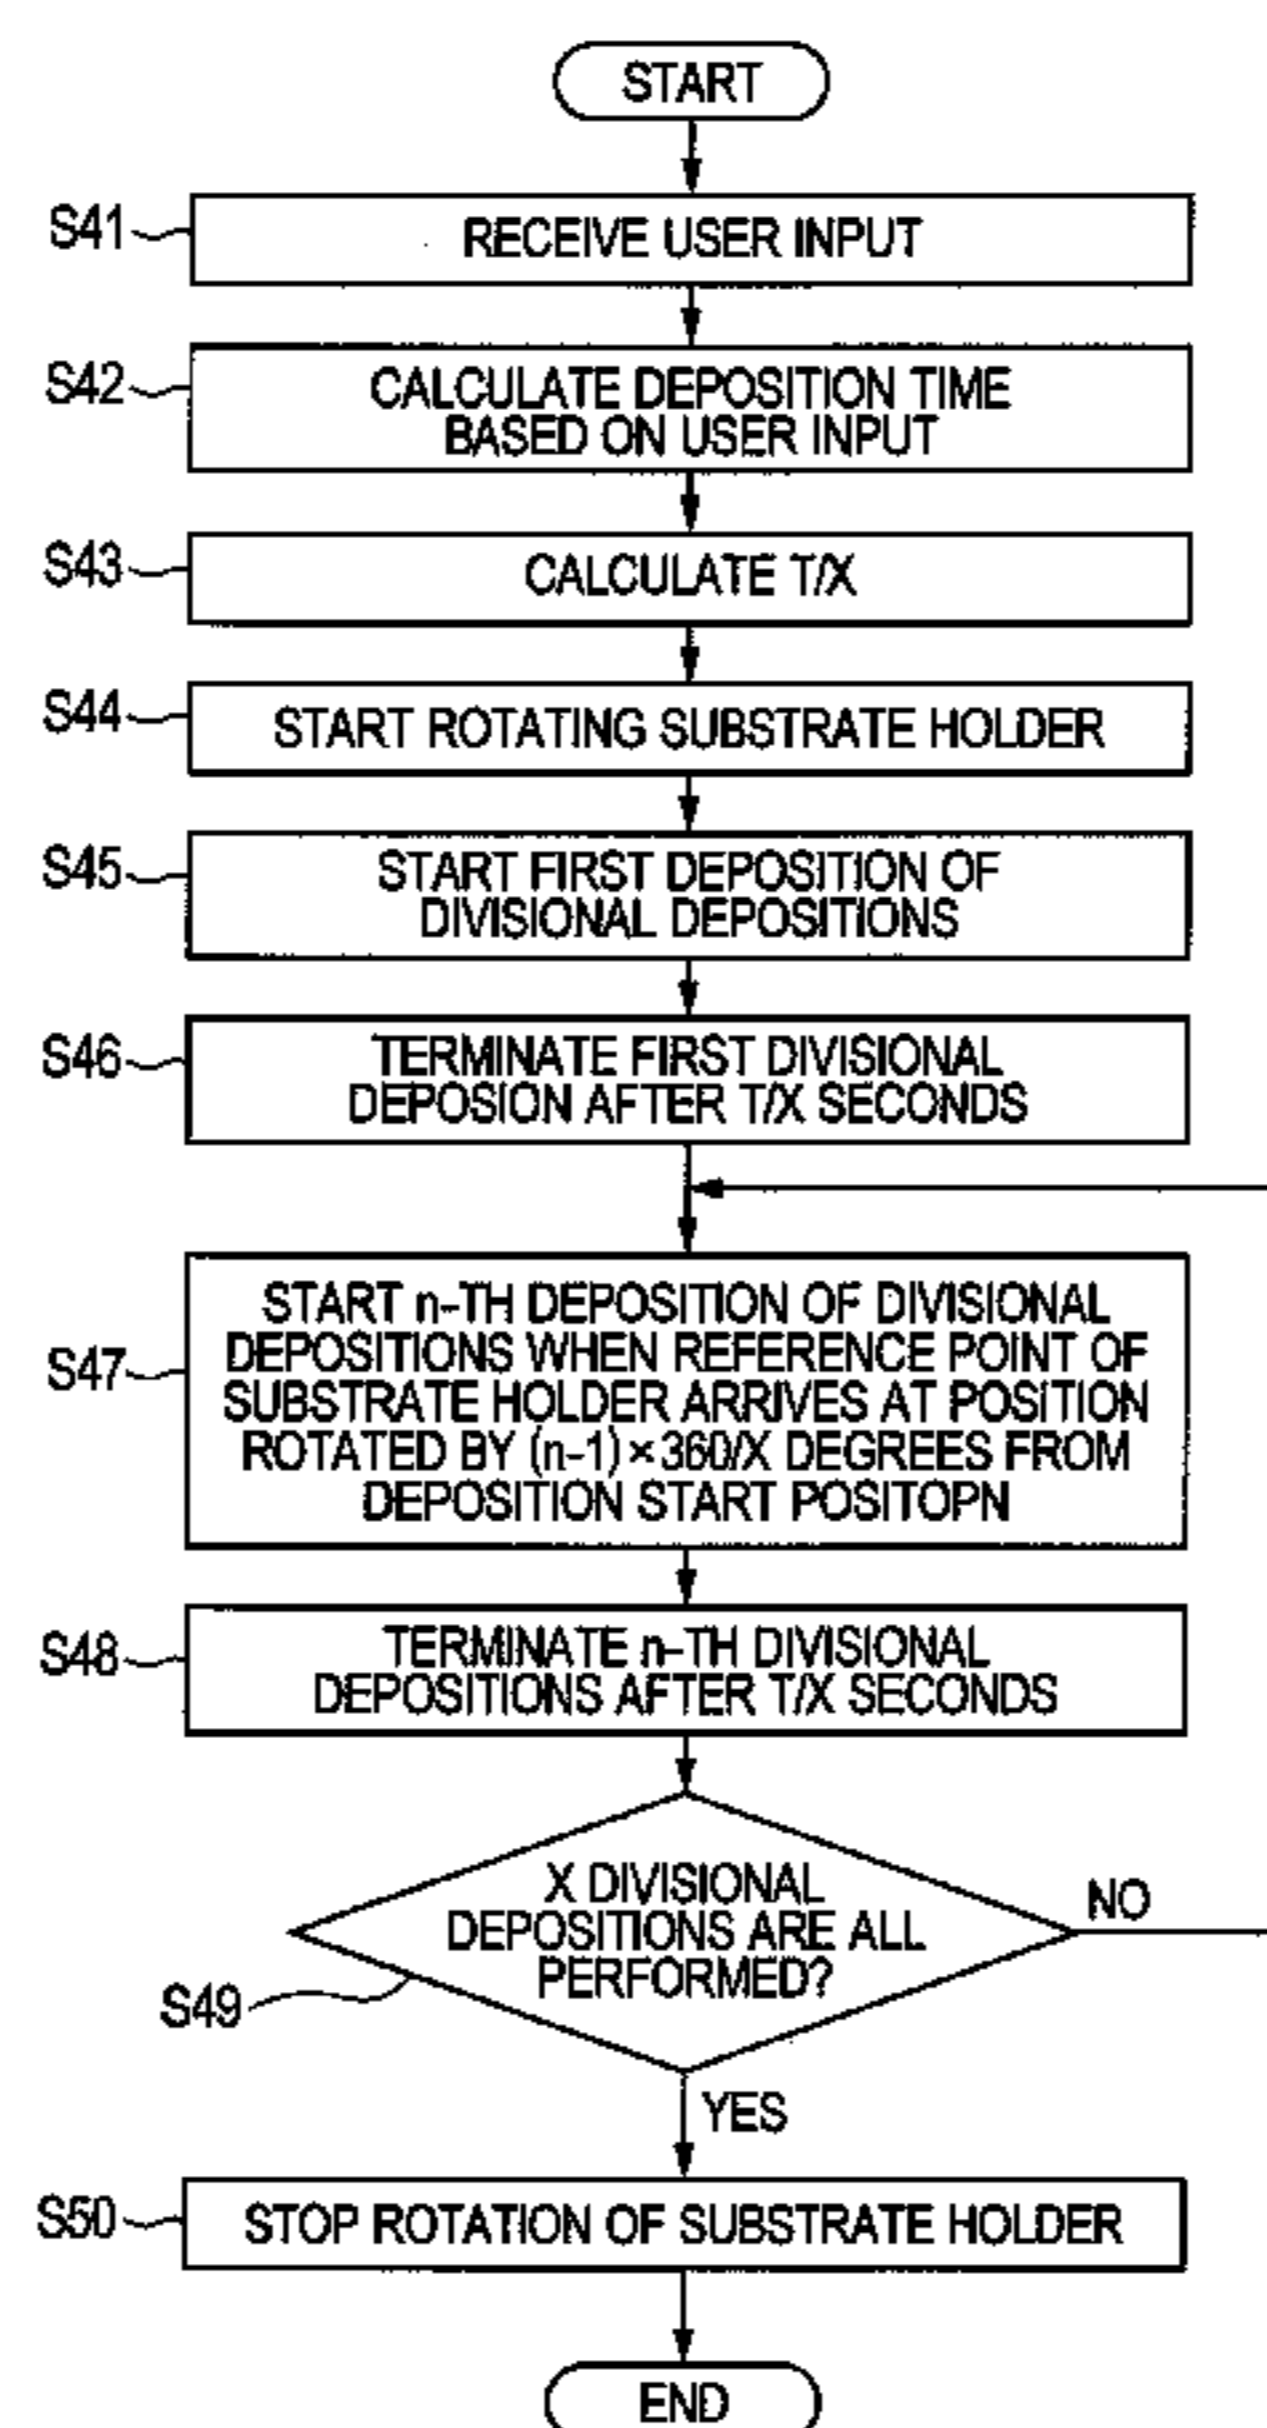 START
S41
RECEIVE USER INPUT
S42
CALCULATE DEPOSITION TIME
BASED ON USER INPUT
S43
CALCULATE T/X
S44
START ROTATING SUBSTRATE HOLDER
S45
START FIRST DEPOSITION OF
DIVISIONAL DEPOSITIONS
S46
TERMINATE FIRST DIVISIONAL
DEPOSION AFTER T/X SECONDS
S47
START n-TH DEPOSITION OF DIVISIONAL
DEPOSITIONS WHEN REFERENCE POINT OF
SUBSTRATE HOLDER ARRIVES AT POSITION
ROTATED BY (n-1)×360/X DEGREES FROM
DEPOSITION START POSITOPN
S48
TERMINATE n-TH DIVISIONAL
DEPOSITIONS AFTER T/X SECONDS
X DIVISIONAL
DEPOSITIONS ARE ALL
PERFORMED?
NO
S49
YES
S50
STOP ROTATION OF SUBSTRATE HOLDER
END